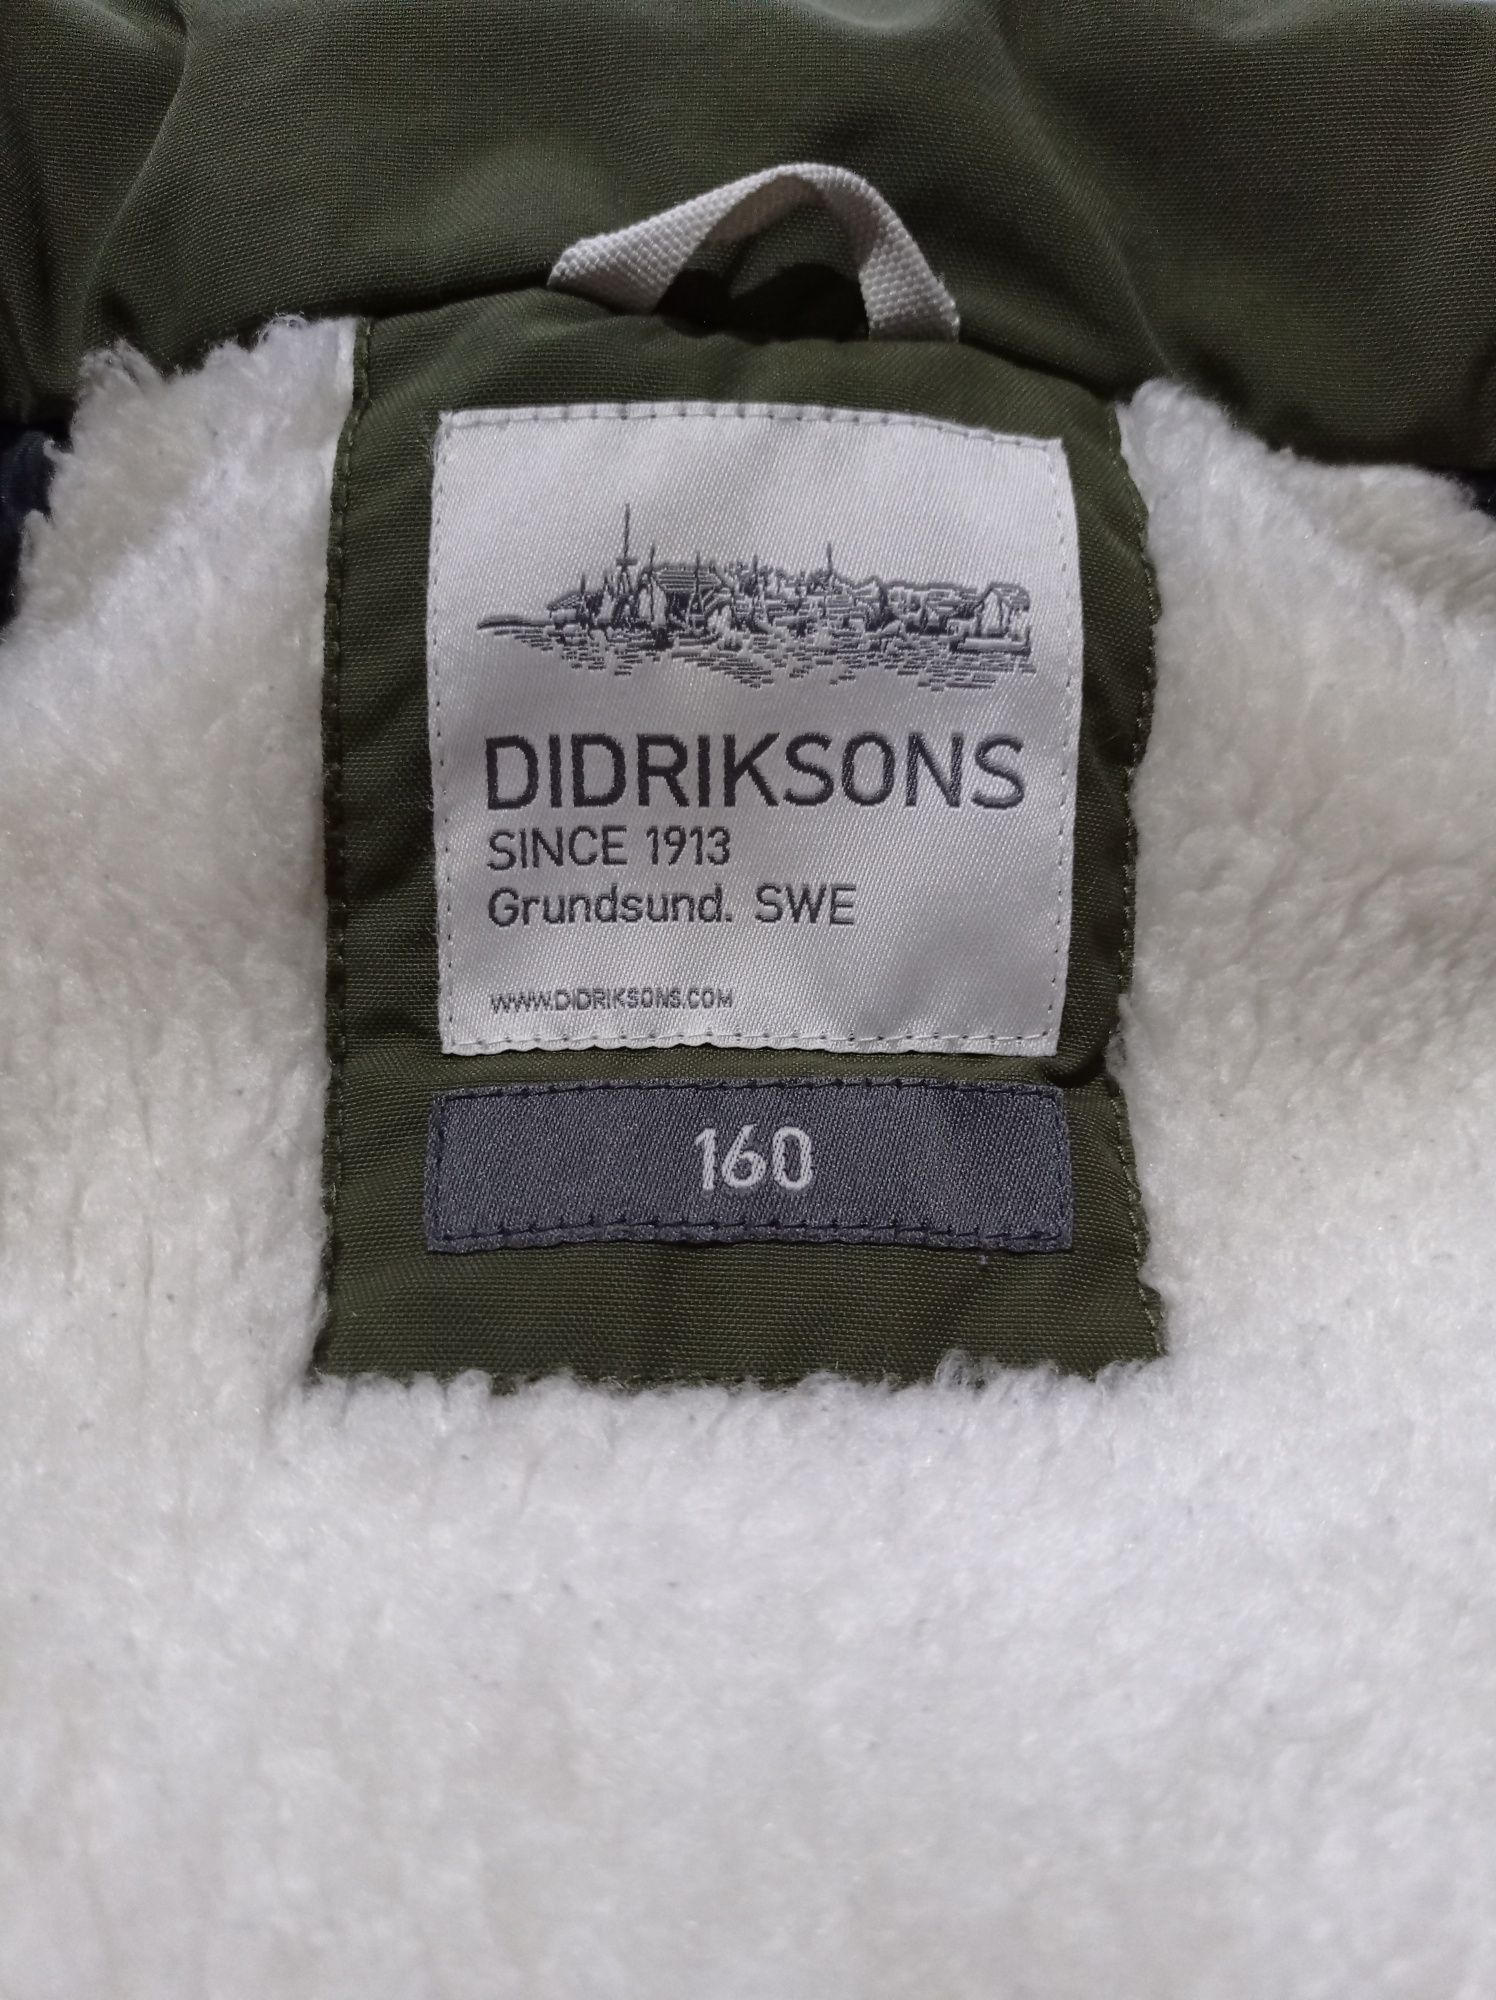 DIDRIKSONS
SINCE 1913
Grundsund. SWE
WWW.DIDRIKSONS.COM
160